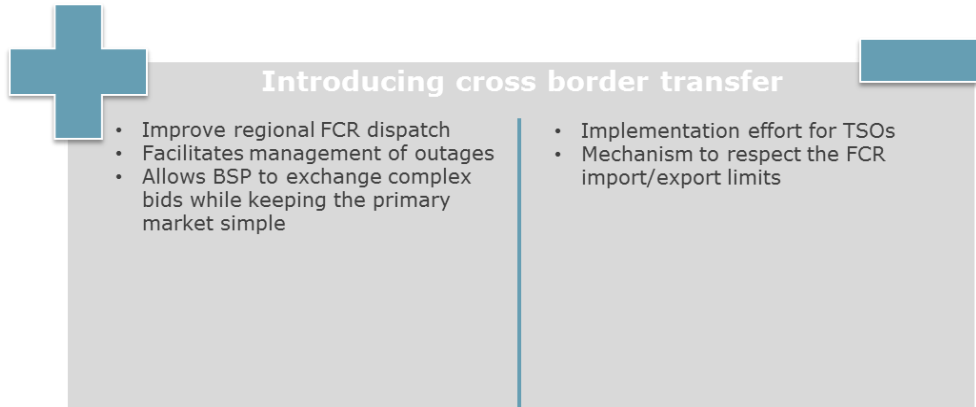 Introducing cross border transfer
• Improve regional FCR dispatch
• Facilitates management of outages
• Allows BSP to exchange complex
bids while keeping the primary
market simple
• Implementation effort for TSOs
• Mechanism to respect the FCR
import/export limits